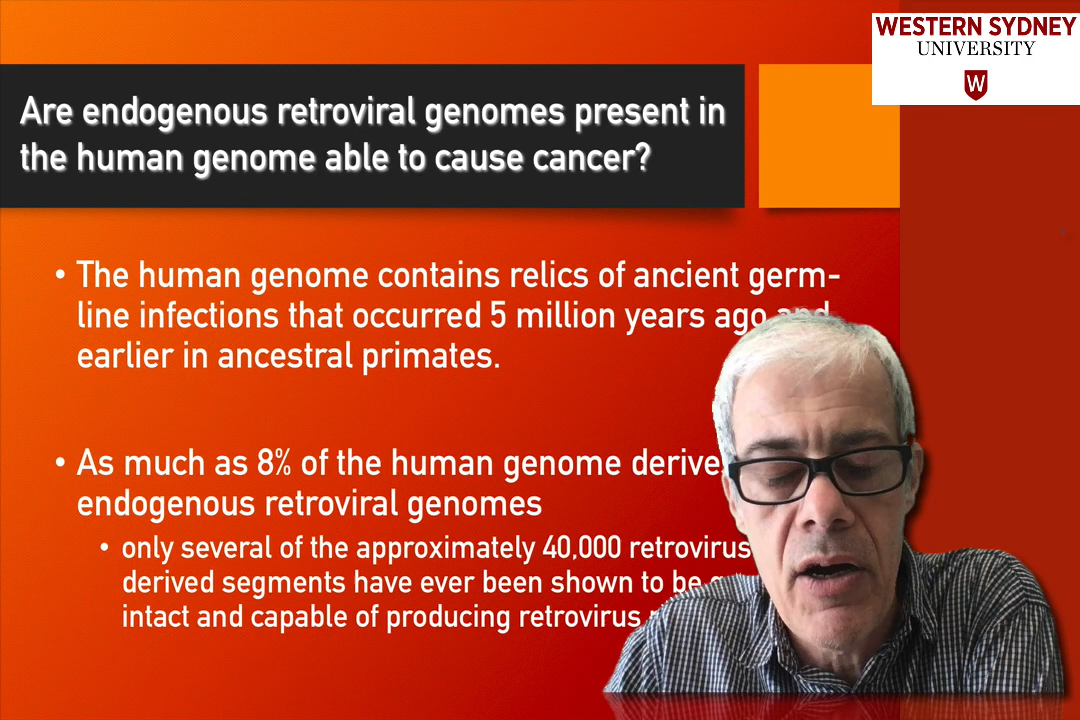 WESTERN SYDNEY
UNIVERSITY
W
Are endogenous retroviral genomes present in
the human genome able to cause cancer?
• The human genome contains relics of ancient germ-
line infections that occurred 5 million years ago and
earlier in ancestral primates.
• As much as 8% of the human genome
endogenous retroviral genomes
• only several of the approximately 40,000
derived segments have ever been shown to be
intact and capable of producing retrovirus